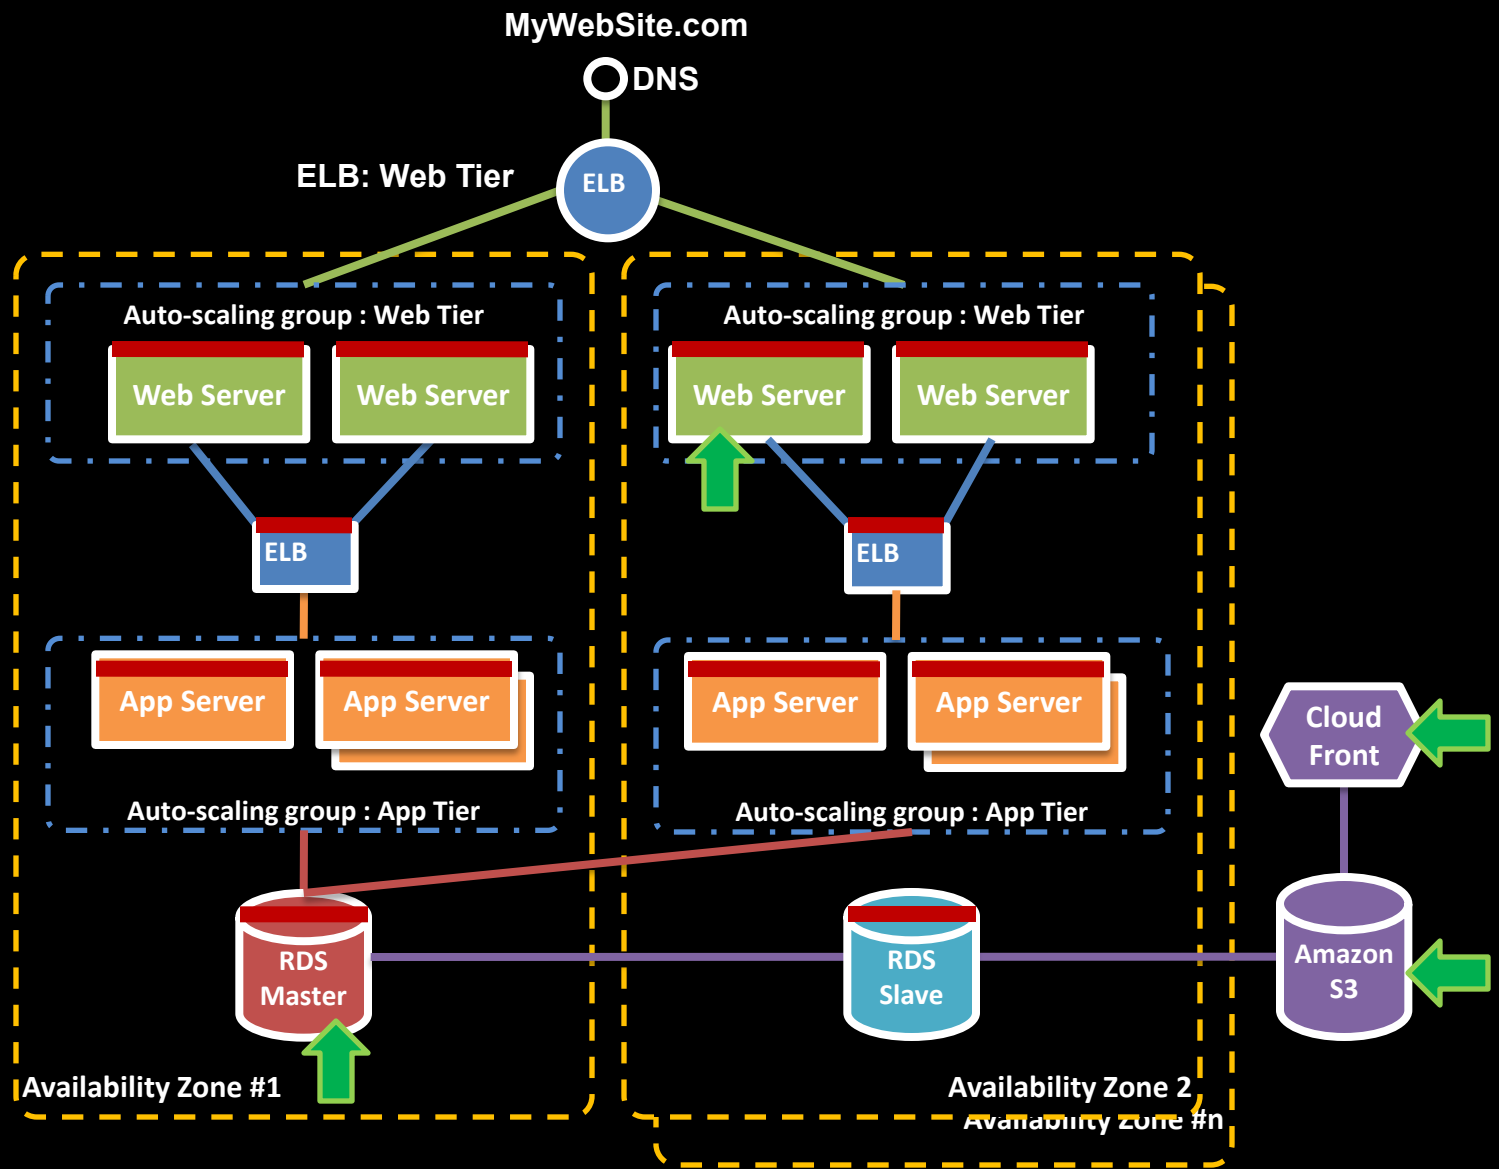 MyWebSite.com
DNS
ELB: Web Tier
ELB
Auto-scaling group : Web Tier
Web Server
Web Server
ELB
App Server
App Server
Auto-scaling group : App Tier
RDS
Master
Availability Zone #1
Auto-scaling group : Web Tier
Web Server
Web Server
ELB
App Server
App Server
Auto-scaling group : App Tier
RDS
Slave
Availability Zone 2
Availability Zone #n
Cloud
Front
Amazon
S3